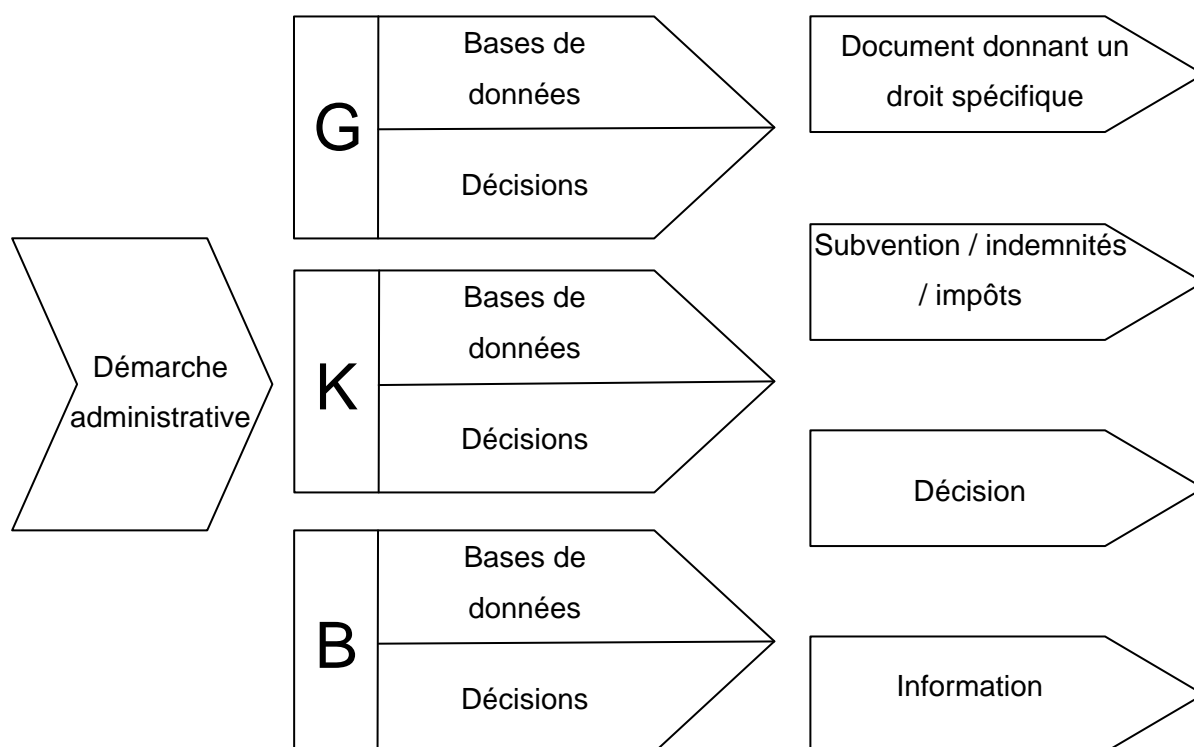 Démarche
administrative
G
Bases de
données
Décisions
K
Bases de
données
Décisions
B
Bases de
données
Décisions
Document donnant un
droit spécifique
Subvention / indemnités
/ impôts
Décision
Information